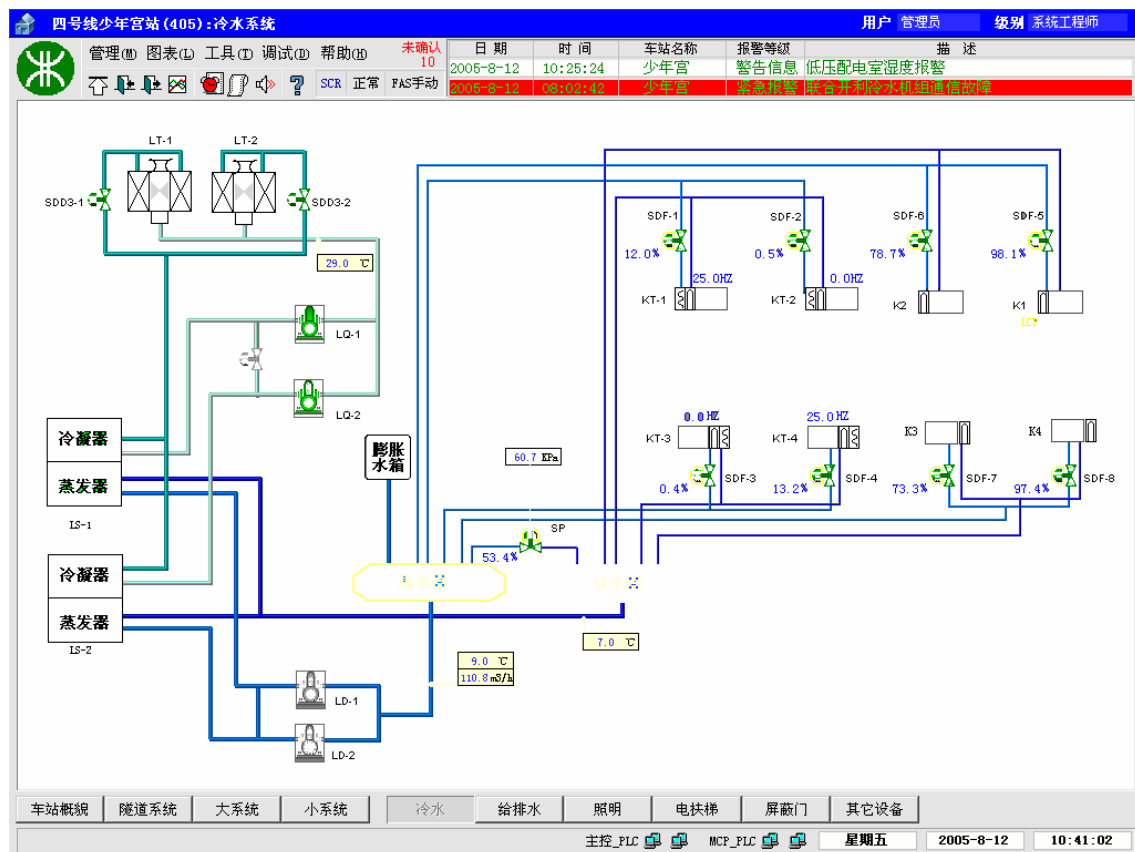 四号线少年宫站(405):冷水系统 用户 管理员 级别 系统工程师
管理(M) 图表(L) 工具(T) 调试(D) 帮助(H) 未确认 10
SCR 正常 FAS手动
日 期 时 间 车站名称 报警等级 描 述
2005-8-12 10:25:24 少年宫 警告信息 低压配电室湿度报警
2005-8-12 08:02:42 少年宫 紧急报警 联合开利冷水机组通信故障
LT-1 LT-2
SDD3-1 SDD3-2
29.0 ℃
LQ-1
LQ-2
SDF-1 SDF-2 SDF-6 SDF-5
12.0% 0.5% 78.7% 98.1%
25.0HZ 0.0HZ
KT-1 KT-2 K2 K1
0.0HZ 25.0HZ
KT-3 KT-4 K3 K4
SDF-3 SDF-4 SDF-7 SDF-8
0.4% 13.2% 73.3% 97.4%
冷凝器
蒸发器
LS-1
膨胀
水箱
60.7 KPa
SP
53.4%
冷凝器
蒸发器
LS-2
7.0 ℃
9.0 ℃
110.8m3/h
LD-1
LD-2
车站概貌 隧道系统 大系统 小系统 冷水 给排水 照明 电扶梯 屏蔽门 其它设备
主控_PLC MCP_PLC 星期五 2005-8-12 10:41:02